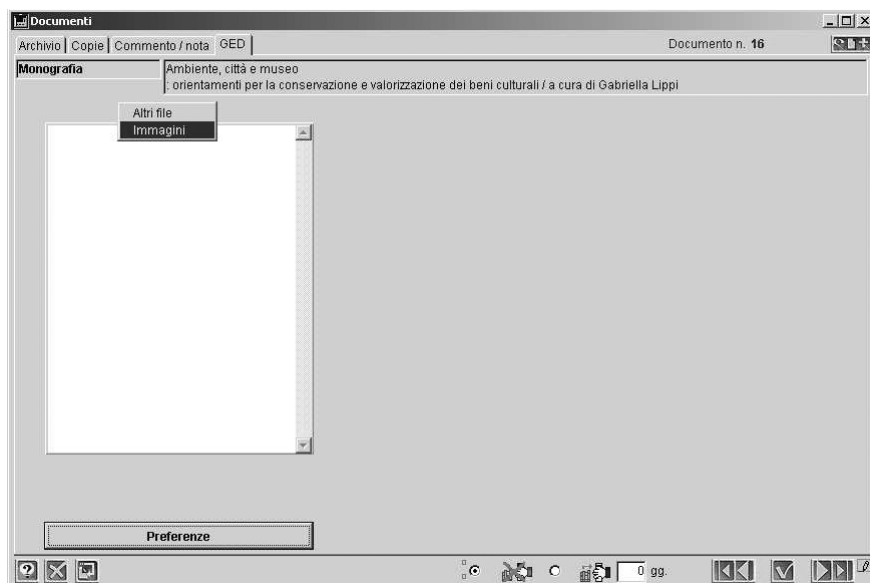 Documenti
Archivio Copie Commento / nota GED Documento n. 16
Monografia Ambiente, città e museo
: orientamenti per la conservazione e valorizzazione dei beni culturali / a cura di Gabriella Lippi
Altri file
Immagini
Preferenze
? 0 gg.